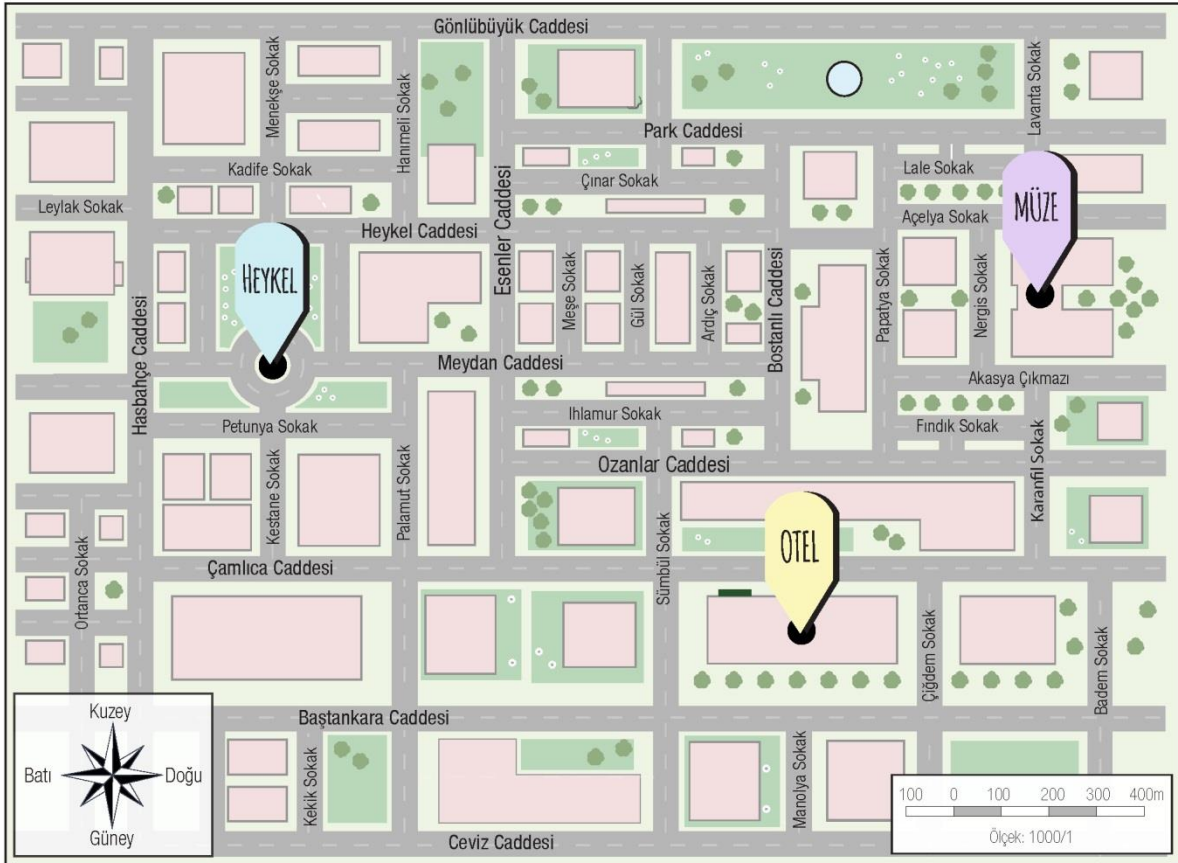 Gönlübüyük Caddesi
Menekşe Sokak
Hanımeli Sokak
Lavanta Sokak
Park Caddesi
Kadife Sokak
Çınar Sokak
Lale Sokak
Leylak Sokak
Açelya Sokak
MÜZE
Heykel Caddesi
Esenler Caddesi
HEYKEL
Meşe Sokak
Gül Sokak
Ardıç Sokak
Bostanlı Caddesi
Papatya Sokak
Nergis Sokak
Hasbahçe Caddesi
Meydan Caddesi
Akasya Çıkmazı
Petunya Sokak
Ihlamur Sokak
Fındık Sokak
Ozanlar Caddesi
Karanfil Sokak
Kestane Sokak
Palamut Sokak
OTEL
Çamlıca Caddesi
Sümbül Sokak
Ortanca Sokak
Çiğdem Sokak
Badem Sokak
Baştankara Caddesi
Kuzey
Batı
Doğu
Güney
Kekik Sokak
Manolya Sokak
100 0 100 200 300 400m
Ölçek: 1000/1
Ceviz Caddesi